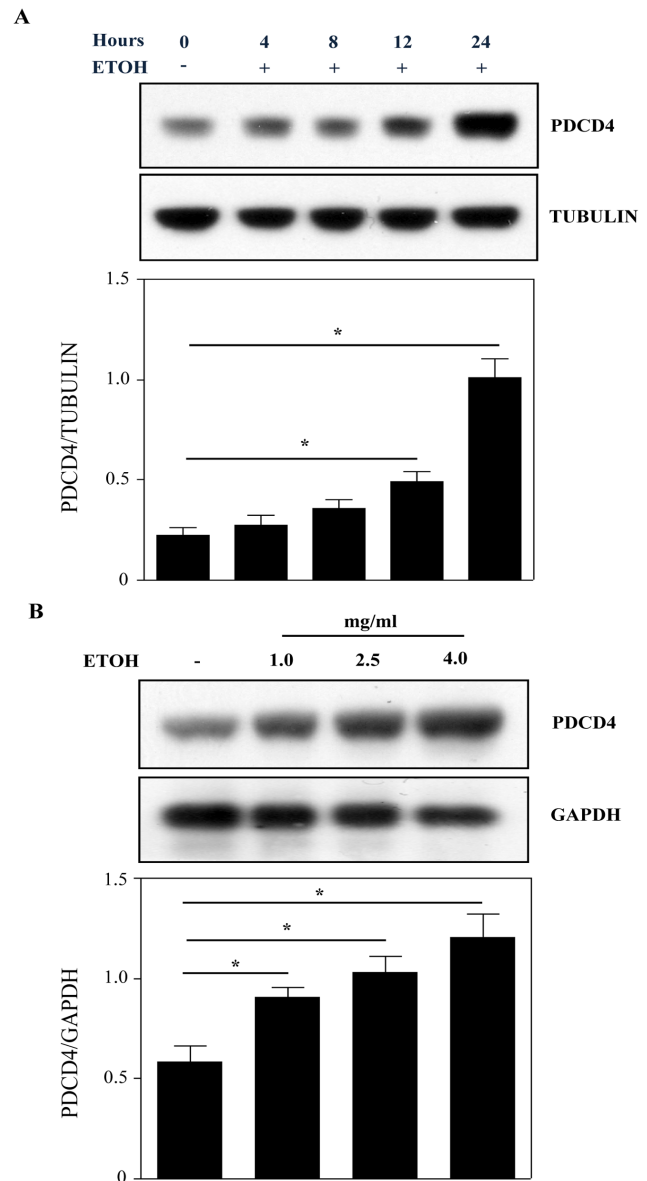 A
Hours 0 4 8 12 24
ETOH - + + + +
PDCD4
TUBULIN
1.5
*
1.0
*
0.5
0
PDCD4/TUBULIN
B
mg/ml
ETOH - 1.0 2.5 4.0
PDCD4
GAPDH
1.5
*
*
*
1.0
0.5
0
PDCD4/GAPDH